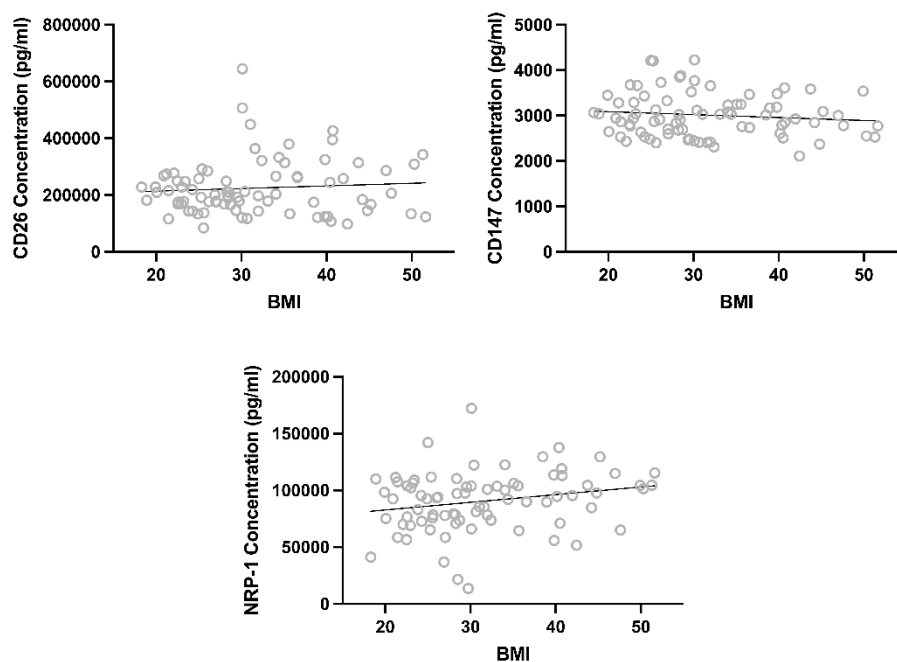 CD26 Concentration (pg/ml)
800000
600000
400000
200000
0
20 30 40 50
BMI
CD147 Concentration (pg/ml)
5000
4000
3000
2000
1000
0
20 30 40 50
BMI
NRP-1 Concentration (pg/ml)
200000
150000
100000
50000
0
20 30 40 50
BMI